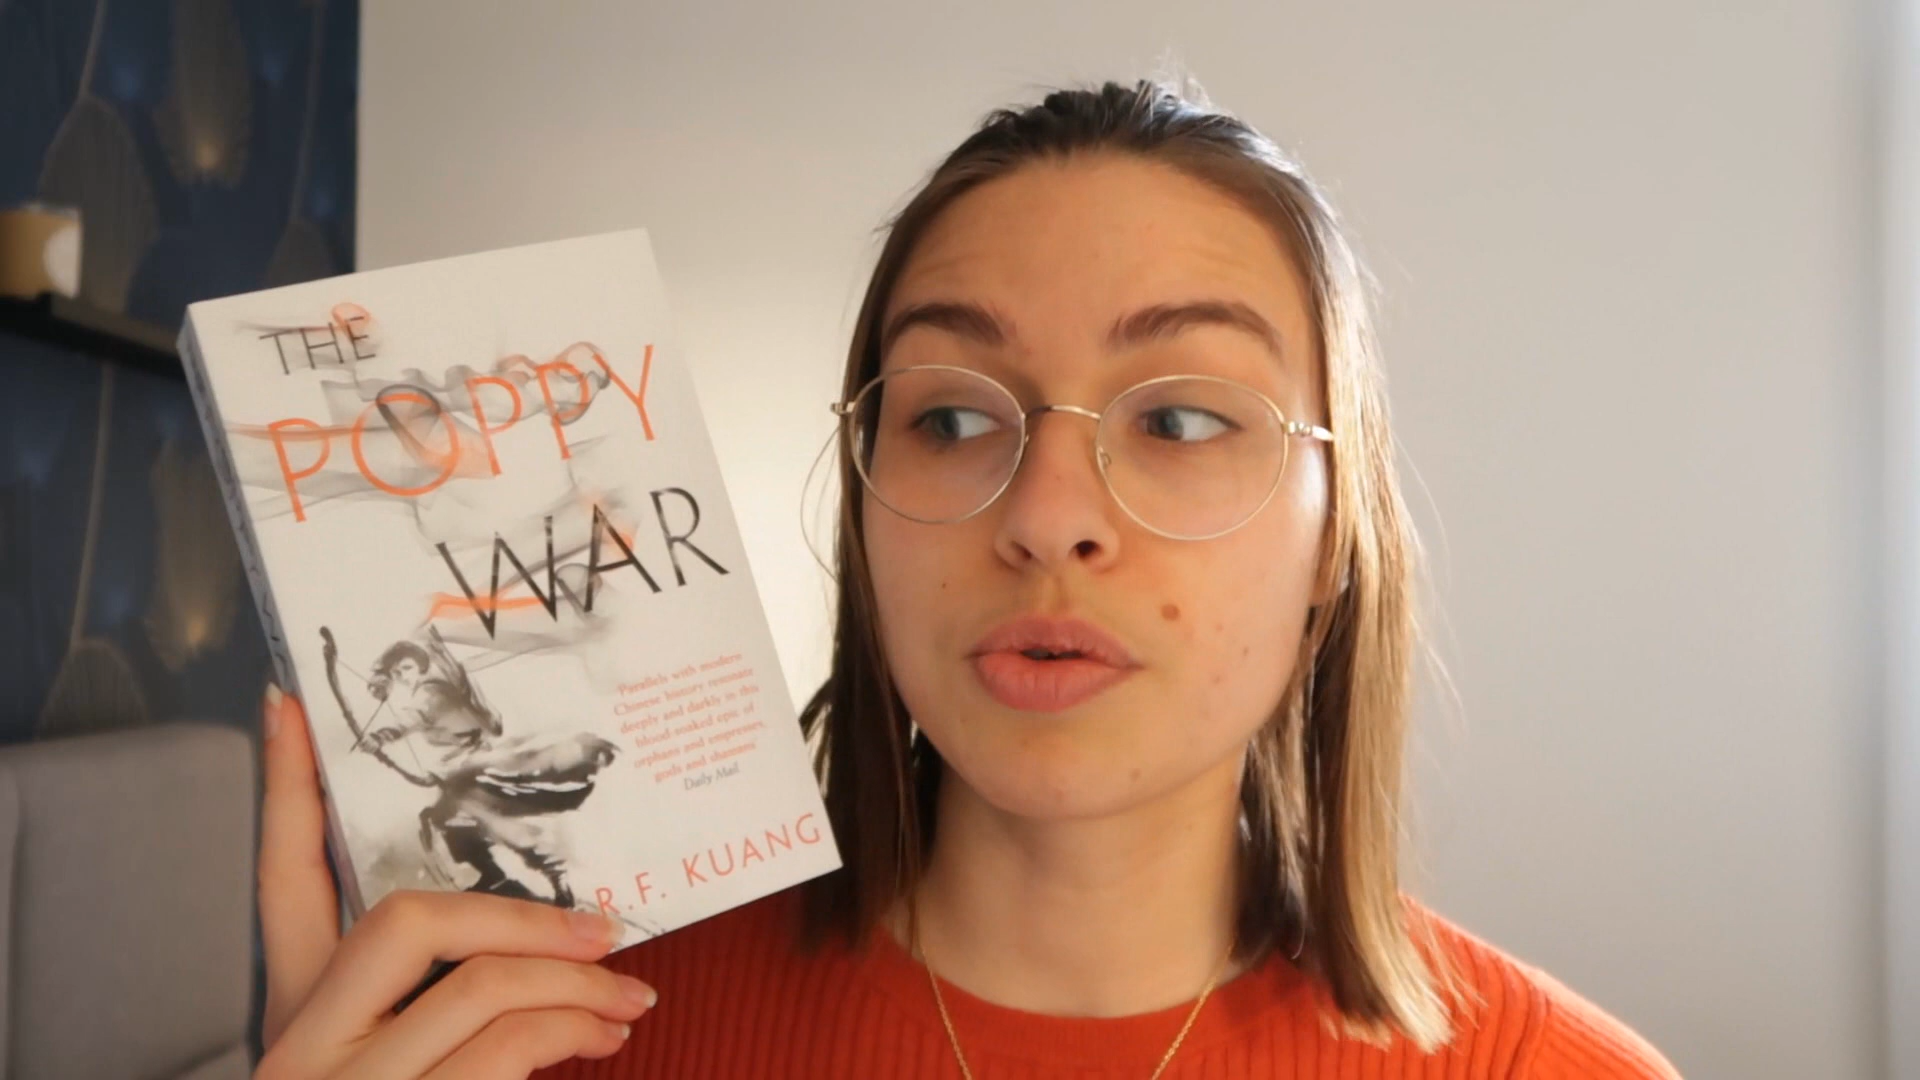 THE
POPPY
WAR
'Parallels with modern
Chinese history resonate
deeply and darkly in this
blood-soaked epic of
orphans and empresses,
gods and shamans'
Daily Mail
R.F. KUANG